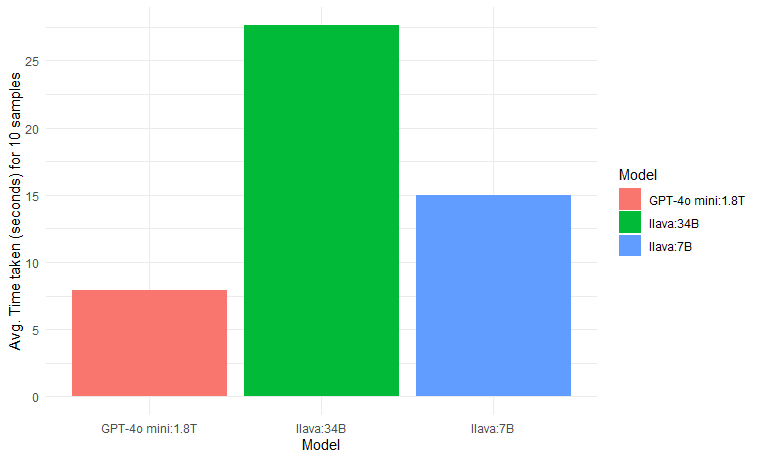 Avg. Time taken (seconds) for 10 samples
25
20
15
10
5
0
GPT-4o mini:1.8T
llava:34B
llava:7B
Model
Model
GPT-4o mini:1.8T
llava:34B
llava:7B